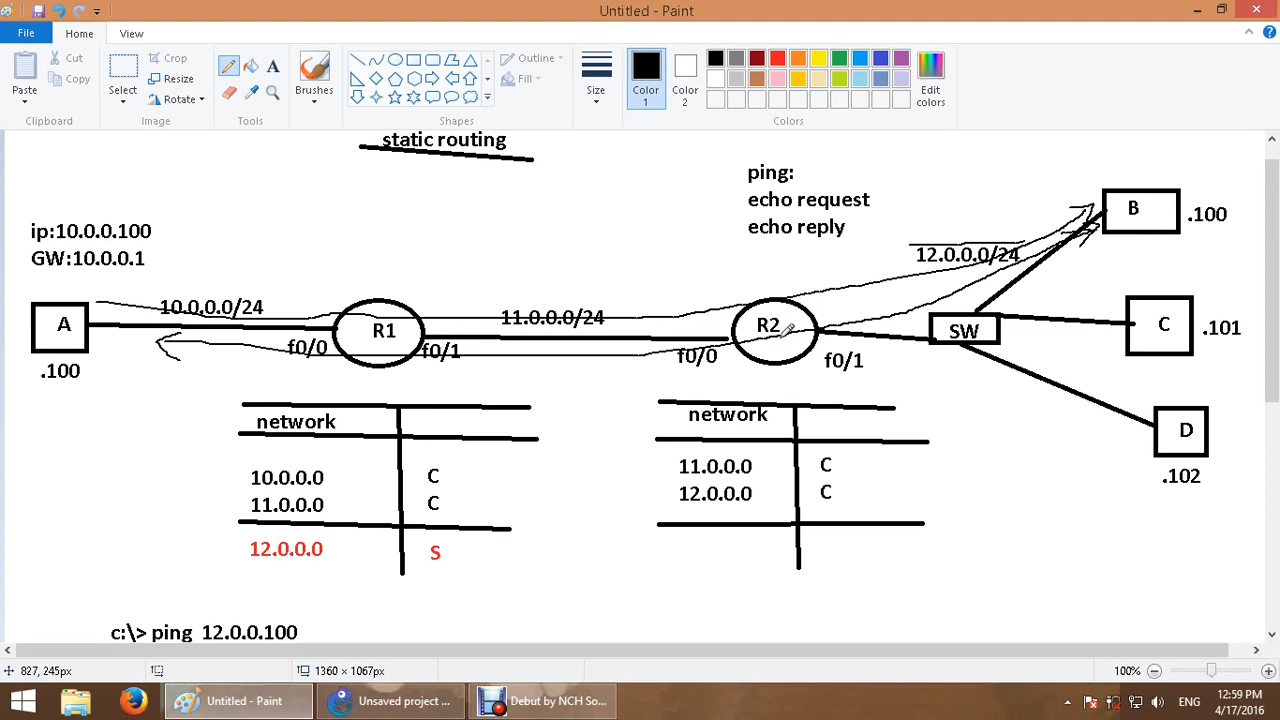 Untitled - Paint
File
Home
View
Paste
Cut
Copy
Clipboard
Select
Crop
Resize
Rotate
Image
Tools
Brushes
Shapes
Outline
Fill
Size
Color 1
Color 2
Edit colors
Colors
static routing
ping:
echo request
echo reply
B
.100
ip:10.0.0.100
GW:10.0.0.1
12.0.0.0/24
10.0.0.0/24
11.0.0.0/24
A
R1
R2
SW
C
.101
f0/0
f0/1
f0/0
f0/1
.100
D
.102
network
10.0.0.0 C
11.0.0.0 C
12.0.0.0 S
network
11.0.0.0 C
12.0.0.0 C
c:\> ping 12.0.0.100
827, 245px
1360 × 1067px
100%
Untitled - Paint
Unsaved project ...
Debut by NCH So...
ENG
12:59 PM
4/17/2016